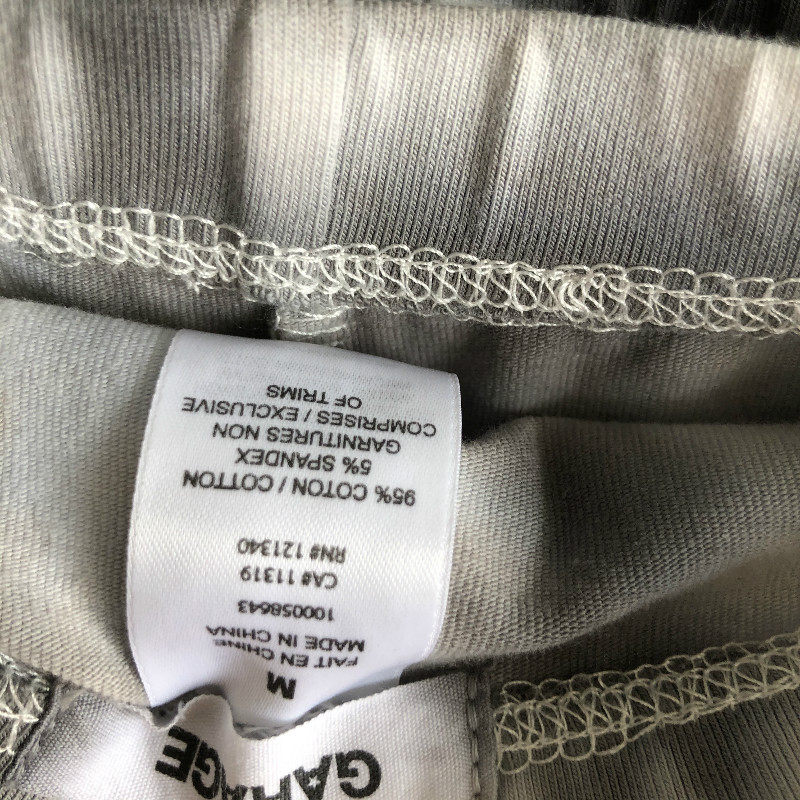 GARAGE
M
FAIT EN CHINE
MADE IN CHINA
100058643
CA# 11319
RN# 121340
95% COTON / COTTON
5% SPANDEX
GARNITURES NON
COMPRISES / EXCLUSIVE
OF TRIMS